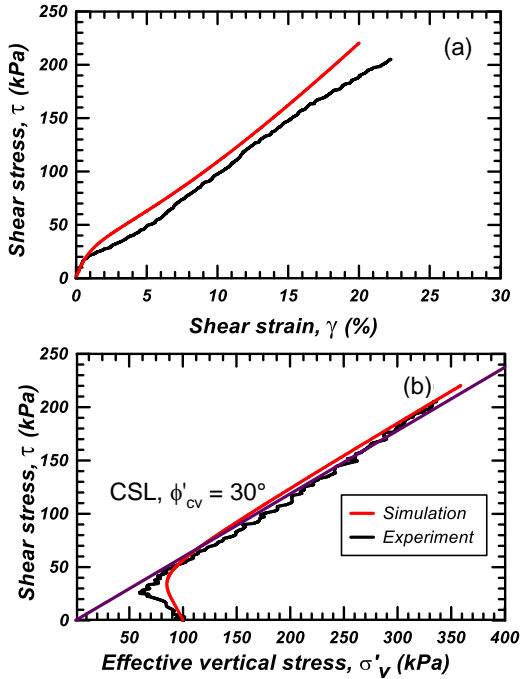 250
200
150
100
50
0
Shear stress, τ (kPa)
(a)
0 5 10 15 20 25 30
Shear strain, γ (%)
250
200
150
100
50
0
Shear stress, τ (kPa)
(b)
CSL, ϕ'cv = 30°
Simulation
Experiment
50 100 150 200 250 300 350 400
Effective vertical stress, σ'v (kPa)